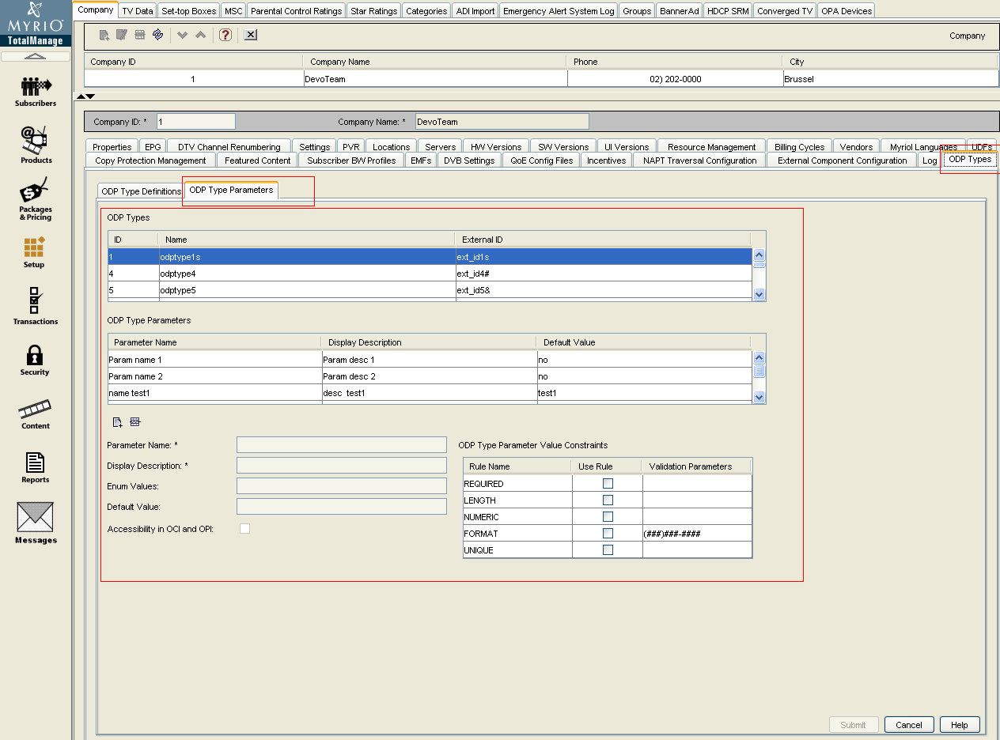 MYRIO
TotalManage
Subscribers
Products
Packages
& Pricing
Setup
Transactions
Security
Content
Reports
Messages
Company TV Data Set-top Boxes MSC Parental Control Ratings Star Ratings Categories ADI Import Emergency Alert System Log Groups BannerAd HDCP SRM Converged TV OPA Devices
? Company
Company ID Company Name Phone City
1 DevoTeam 02) 202-0000 Brussel
Company ID: * 1 Company Name: * DevoTeam
Properties EPG DTV Channel Renumbering Settings PVR Locations Servers HW Versions SW Versions UI Versions Resource Management Billing Cycles Vendors Myriol Languages UDFs
Copy Protection Management Featured Content Subscriber BW Profiles EMFs DVB Settings QoE Config Files Incentives NAPT Traversal Configuration External Component Configuration Log ODP Types
ODP Type Definitions ODP Type Parameters
ODP Types
ID Name External ID
1 odptype1s ext_id1s
4 odptype4 ext_id4#
5 odptype5 ext_id5&
ODP Type Parameters
Parameter Name Display Description Default Value
Param name 1 Param desc 1 no
Param name 2 Param desc 2 no
name test1 desc test1 test1
Parameter Name: *
Display Description: *
Enum Values:
Default Value:
Accessibility in OCI and OPI:
ODP Type Parameter Value Constraints
Rule Name Use Rule Validation Parameters
REQUIRED
LENGTH
NUMERIC
FORMAT (###)###-####
UNIQUE
Submit Cancel Help